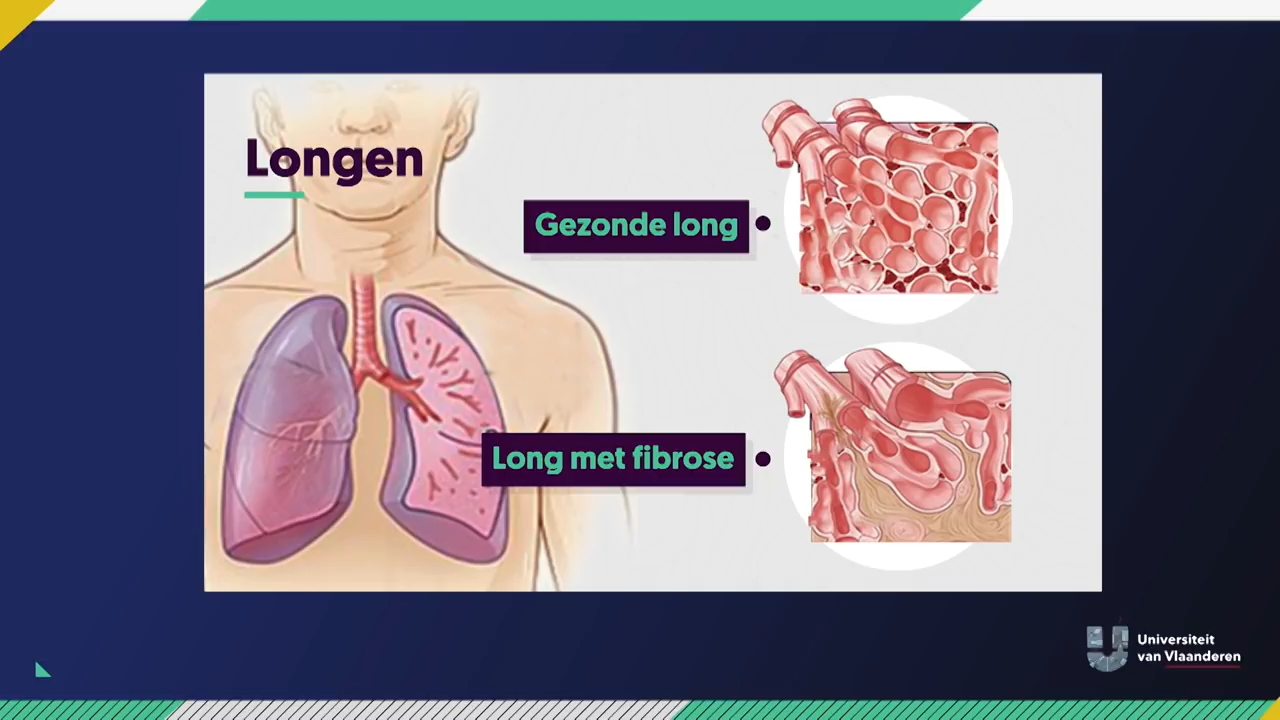 Longen
Gezonde long
Long met fibrose
Universiteit
van Vlaanderen